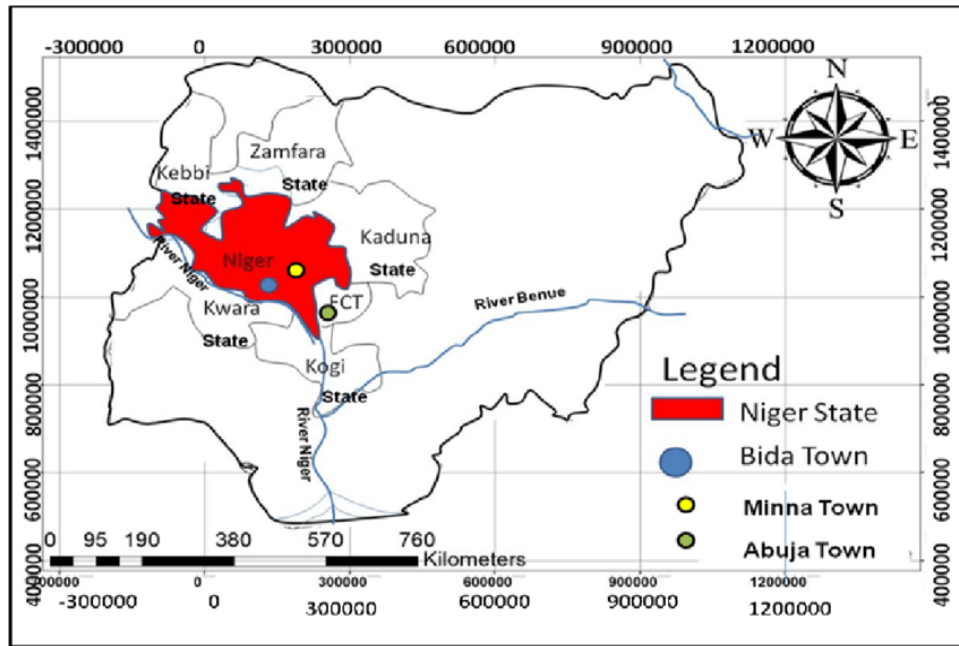 -300000 0 300000 600000 900000 1200000
1400000
1200000
1000000
800000
600000
400000
1400000
1200000
1000000
800000
600000
400000
N
W E
S
Zamfara
State
Kebbi
State
Kaduna
State
Niger
River Niger
FCT
Kwara
State
River Benue
Kogi
State
River Niger
Legend
Niger State
Bida Town
Minna Town
Abuja Town
0 95 190 380 570 760
Kilometers
0 300000 600000 900000 1200000
-300000 0 300000 600000 900000 1200000